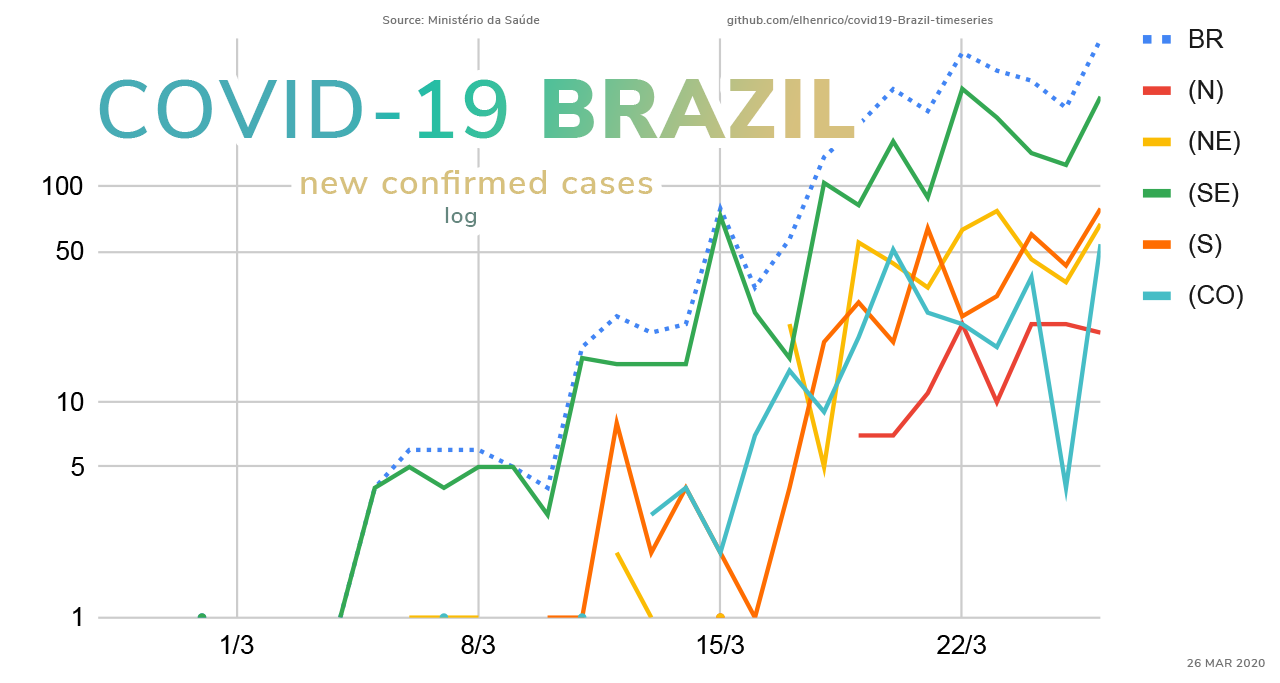 Source: Ministério da Saúde
github.com/elhenrico/covid19-Brazil-timeseries
COVID-19 BRAZIL
new confirmed cases
log
BR
(N)
(NE)
(SE)
(S)
(CO)
100
50
10
5
1
1/3
8/3
15/3
22/3
26 MAR 2020